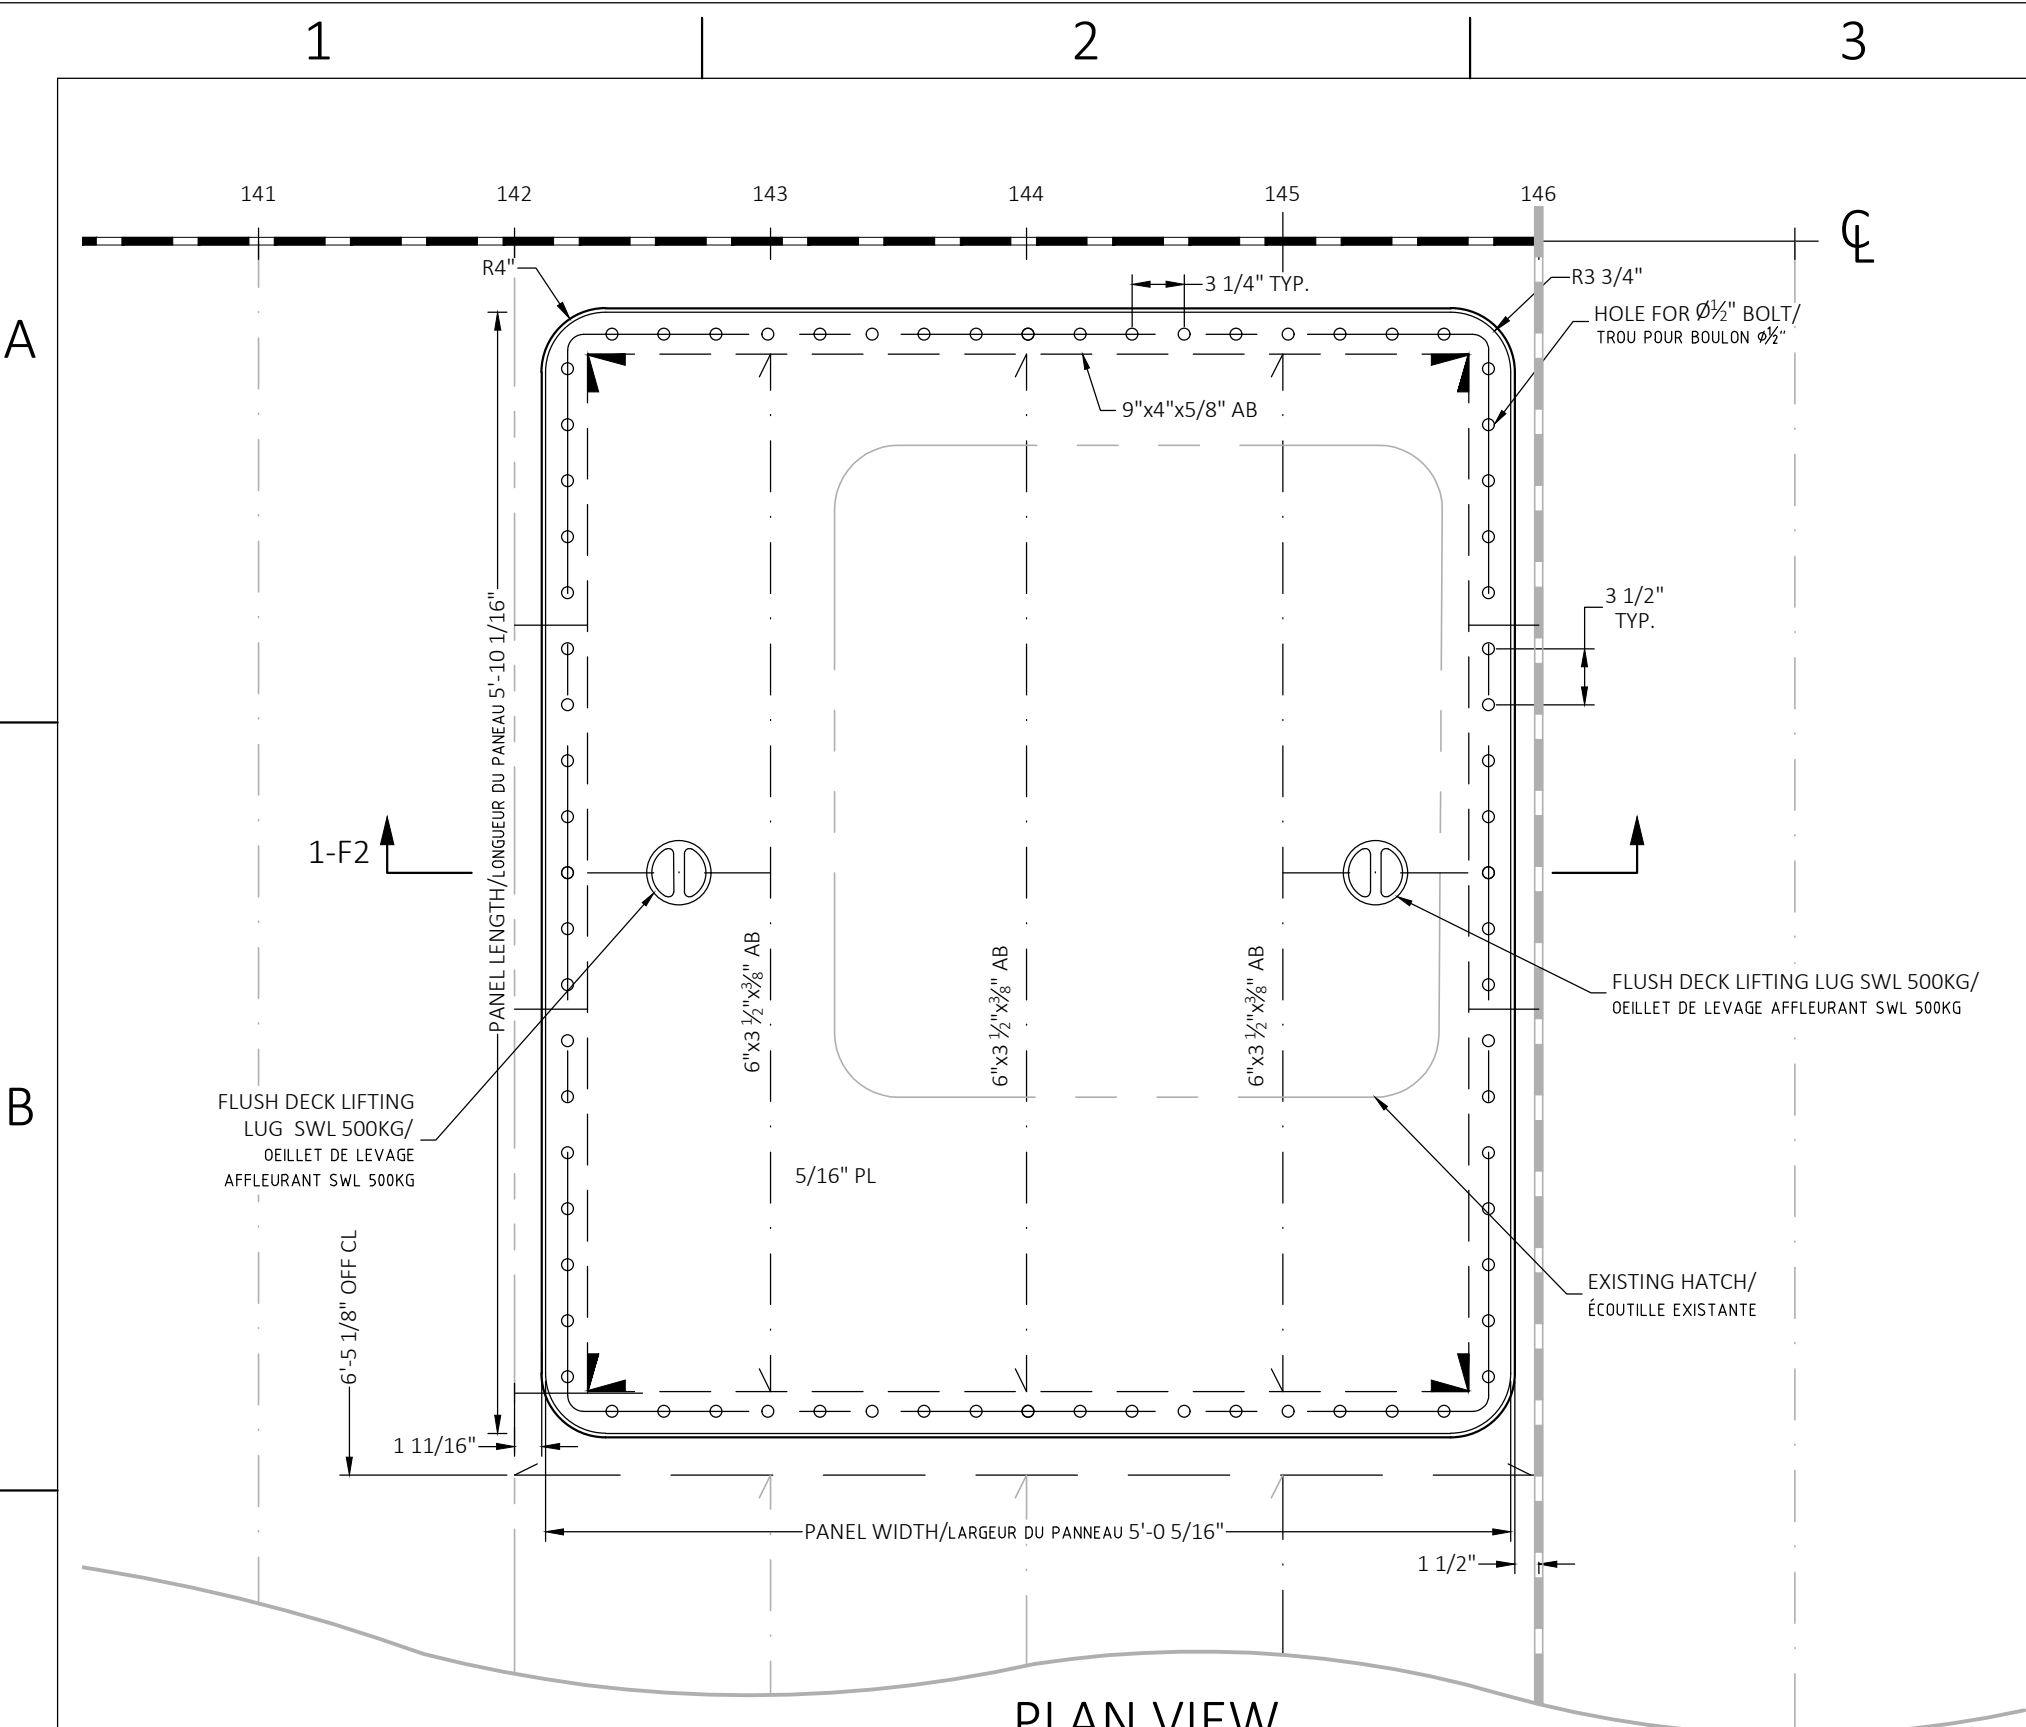 1
2
3
141
142
143
144
145
146
℄
R4"
3 1/4" TYP.
R3 3/4"
HOLE FOR Ø½" BOLT/
TROU POUR BOULON Ø½"
A
9"x4"x5/8" AB
3 1/2"
TYP.
PANEL LENGTH/LONGUEUR DU PANEAU 5'-10 1/16"
1-F2
6"x3 ½"x⅜" AB
6"x3 ½"x⅜" AB
6"x3 ½"x⅜" AB
FLUSH DECK LIFTING LUG SWL 500KG/
OEILLET DE LEVAGE AFFLEURANT SWL 500KG
B
FLUSH DECK LIFTING
LUG  SWL 500KG/
OEILLET DE LEVAGE
AFFLEURANT SWL 500KG
5/16" PL
6'-5 1/8" OFF CL
EXISTING HATCH/
ÉCOUTILLE EXISTANTE
1 11/16"
PANEL WIDTH/LARGEUR DU PANNEAU 5'-0 5/16"
1 1/2"
PLAN VIEW